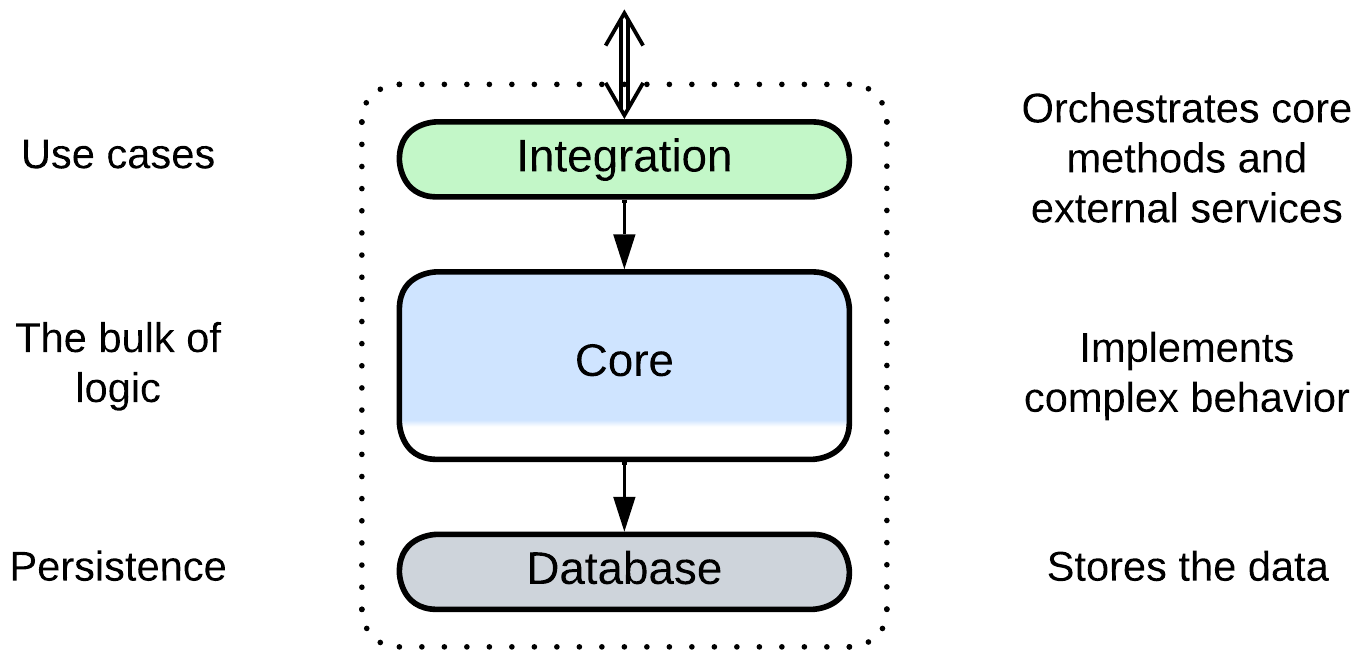 Use cases
Integration
Orchestrates core
methods and
external services
The bulk of
logic
Core
Implements
complex behavior
Persistence
Database
Stores the data